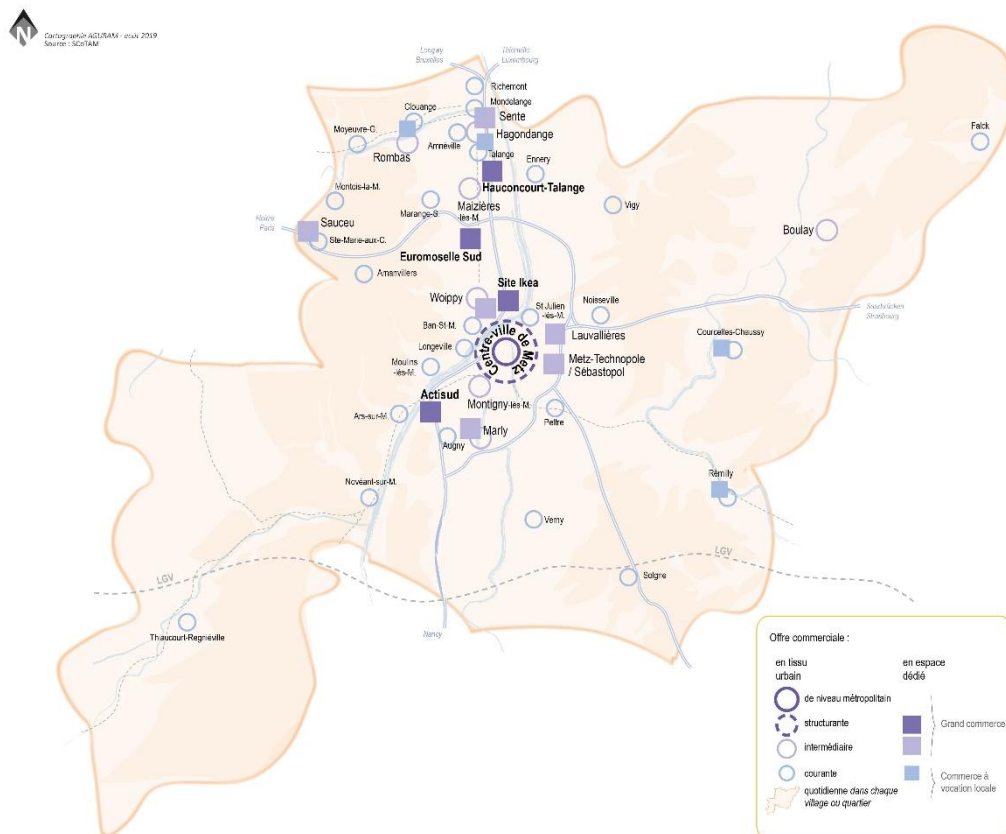 N
Cartographie AGURAM - août 2019
Source : SCoTAM
Longwy
Bruxelles
Thionville
Luxembourg
Richemont
Mondelange
Clouange
Sente
Moyeuvre-G.
Hagondange
Amnéville
Falck
Rombas
Talange
Ennery
Montois-la-M.
Hauconcourt-Talange
Maizières
-lès-M.
Marange-S.
Vigy
Sauceu
Reims
Paris
Ste-Marie-aux-C.
Boulay
Euromoselle Sud
Amanvillers
Site Ikea
Woippy
St Julien
-lès-M.
Noisseville
Saarbrücken
Strasbourg
Ban-St-M.
Lauvallières
Courcelles-Chaussy
Longeville
Centre-ville de Metz
Metz-Technopole
/ Sébastopol
Moulins
-lès-M.
Actisud
Montigny-lès-M.
Ars-sur-M.
Peltre
Marly
Augny
Rémilly
Novéant-sur-M.
Verny
LGV
LGV
Solgne
Thiaucourt-Regniéville
Nancy
Offre commerciale :
en tissu
urbain
en espace
dédié
de niveau métropolitain
structurante
Grand commerce
intermédiaire
courante
Commerce à
vocation locale
quotidienne dans chaque
village ou quartier